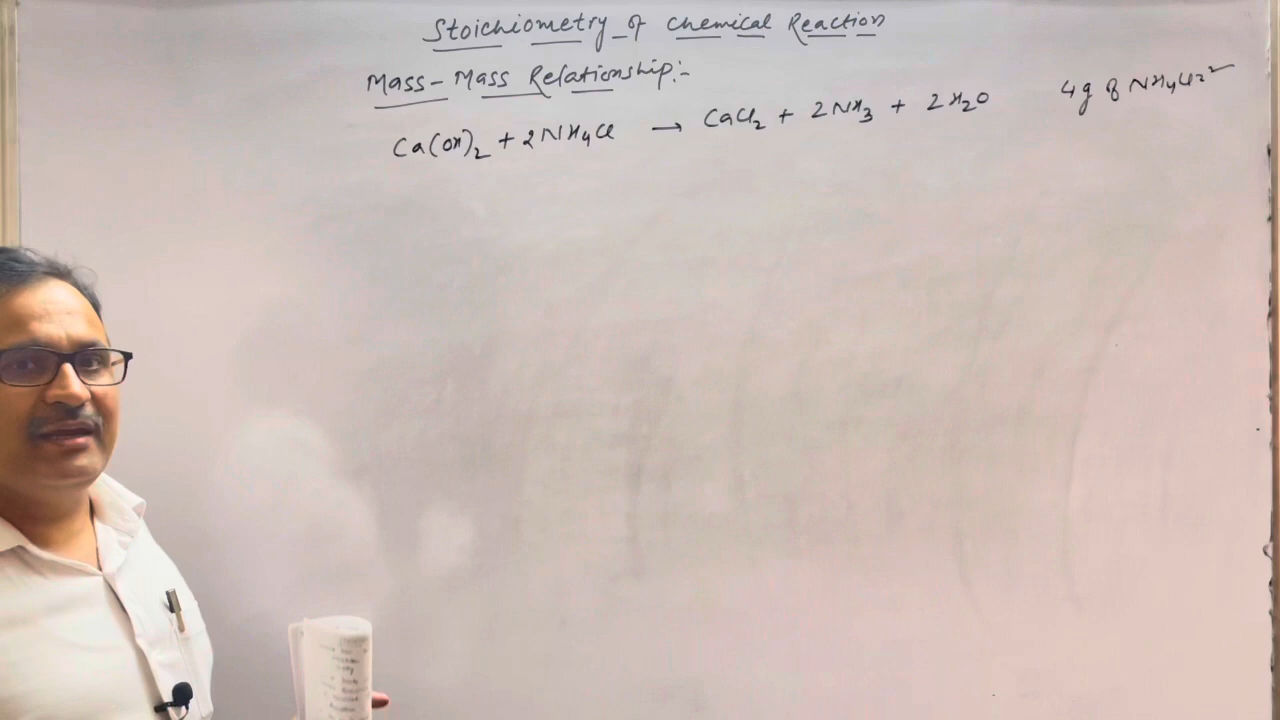 Stoichiometry of Chemical Reaction
Mass-Mass Relationship:-
Ca(OH)₂ + 2NH₄Cl → CaCl₂ + 2NH₃ + 2H₂O
4g of NH₄Cl